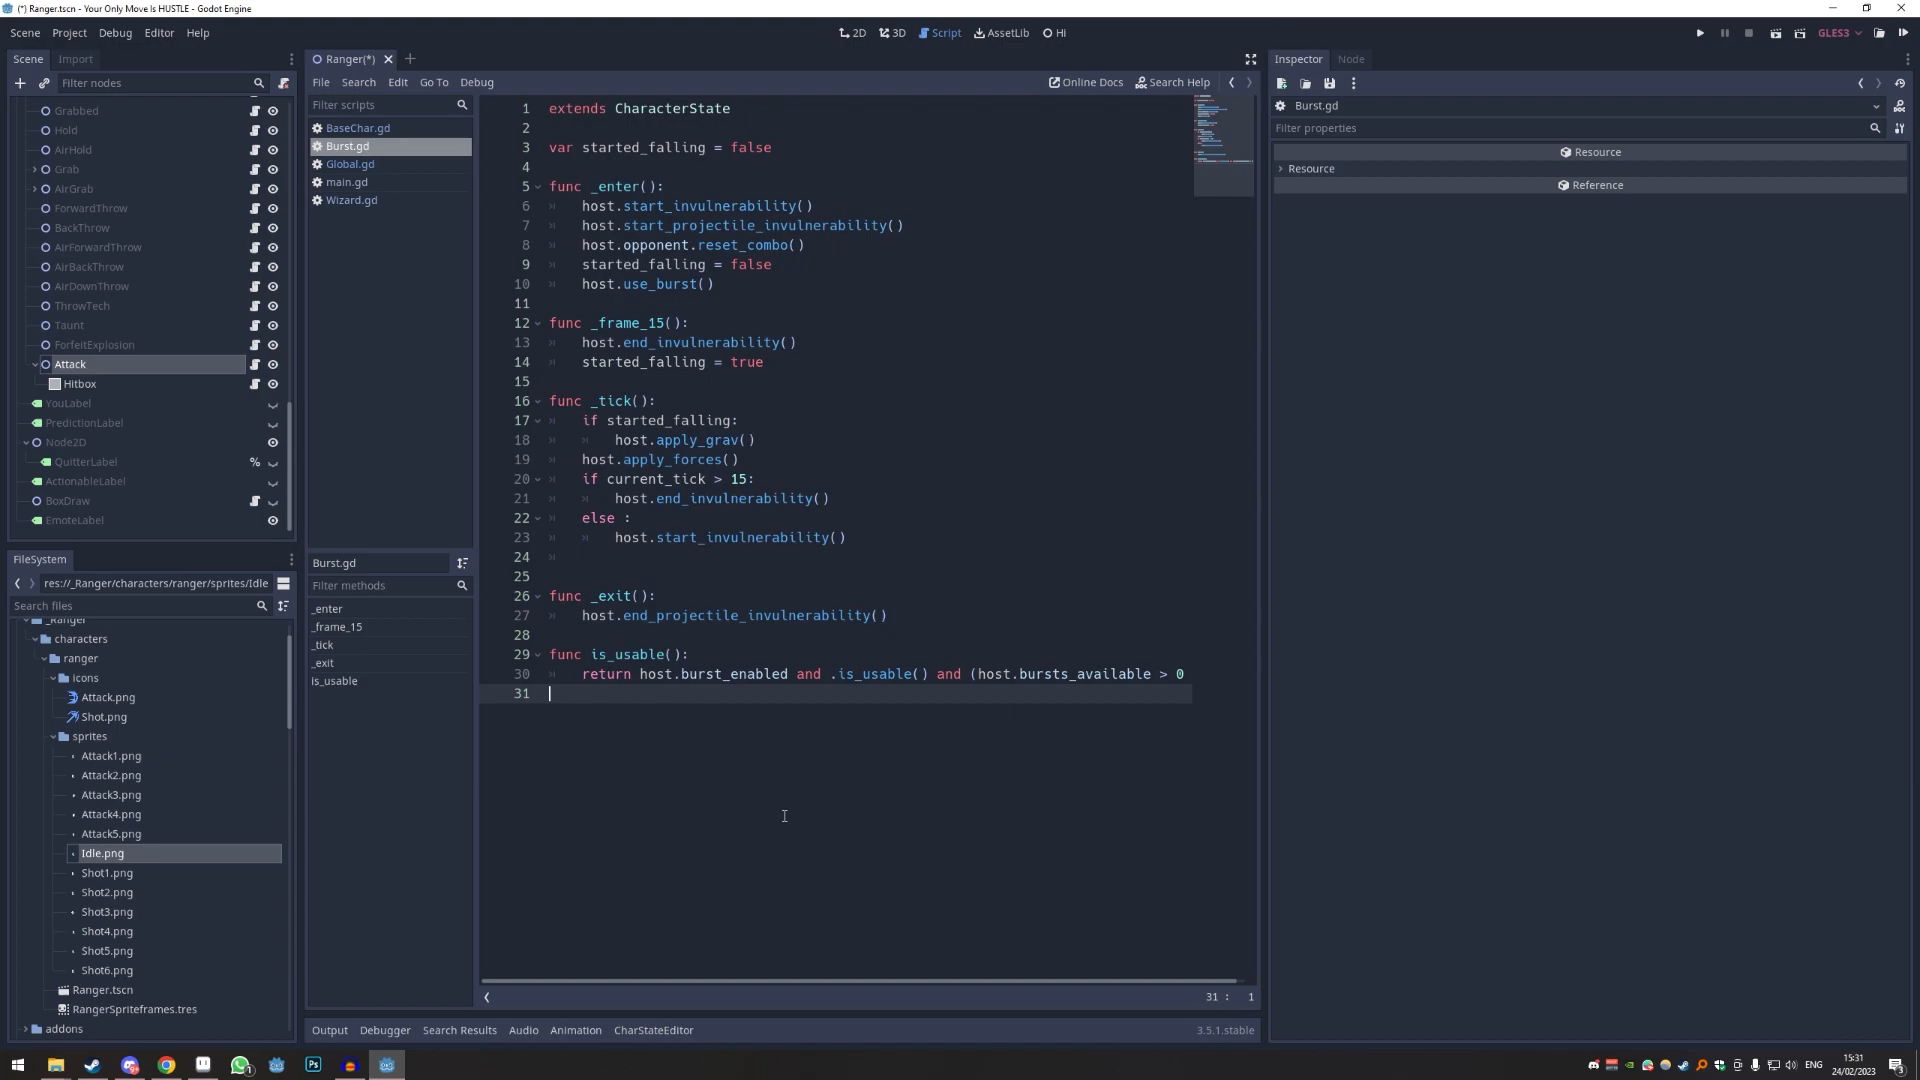 (*) Ranger.tscn - Your Only Move Is HUSTLE - Godot Engine
Scene Project Debug Editor Help
2D 3D Script AssetLib Hi
GLES3
Scene Import
Filter nodes
Grabbed
Hold
AirHold
Grab
AirGrab
ForwardThrow
BackThrow
AirForwardThrow
AirBackThrow
AirDownThrow
ThrowTech
Taunt
ForfeitExplosion
Attack
Hitbox
YouLabel
PredictionLabel
Node2D
QuitterLabel %
ActionableLabel
BoxDraw
EmoteLabel
FileSystem
res://_Ranger/characters/ranger/sprites/Idle
Search files
_Ranger
characters
ranger
icons
Attack.png
Shot.png
sprites
Attack1.png
Attack2.png
Attack3.png
Attack4.png
Attack5.png
Idle.png
Shot1.png
Shot2.png
Shot3.png
Shot4.png
Shot5.png
Shot6.png
Ranger.tscn
RangerSpriteframes.tres
addons
Ranger(*)
File Search Edit Go To Debug
Online Docs Search Help
Filter scripts
BaseChar.gd
Burst.gd
Global.gd
main.gd
Wizard.gd
Burst.gd
Filter methods
_enter
_frame_15
_tick
_exit
is_usable
1 extends CharacterState
2
3 var started_falling = false
4
5 func _enter():
6 host.start_invulnerability()
7 host.start_projectile_invulnerability()
8 host.opponent.reset_combo()
9 started_falling = false
10 host.use_burst()
11
12 func _frame_15():
13 host.end_invulnerability()
14 started_falling = true
15
16 func _tick():
17 if started_falling:
18 host.apply_grav()
19 host.apply_forces()
20 if current_tick > 15:
21 host.end_invulnerability()
22 else :
23 host.start_invulnerability()
24
25
26 func _exit():
27 host.end_projectile_invulnerability()
28
29 func is_usable():
30 return host.burst_enabled and .is_usable() and (host.bursts_available > 0
31
31 : 1
Output Debugger Search Results Audio Animation CharStateEditor
3.5.1.stable
Inspector Node
Burst.gd
Filter properties
Resource
Resource
Reference
Ps
ENG
15:31
24/02/2023